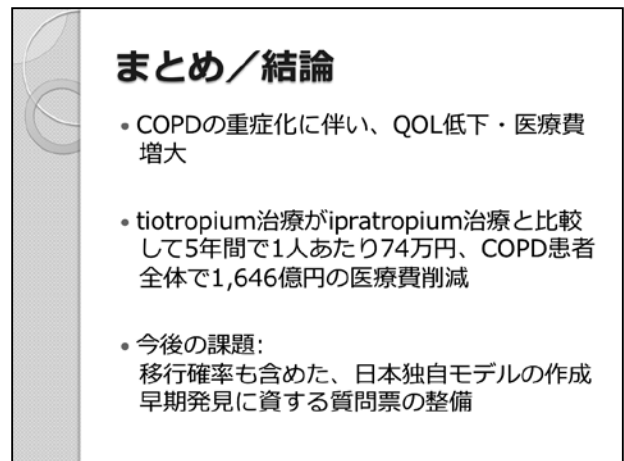 まとめ／結論
• COPDの重症化に伴い、QOL低下・医療費
増大
• tiotropium治療がipratropium治療と比較
して5年間で1人あたり74万円、COPD患者
全体で1,646億円の医療費削減
• 今後の課題:
移行確率も含めた、日本独自モデルの作成
早期発見に資する質問票の整備